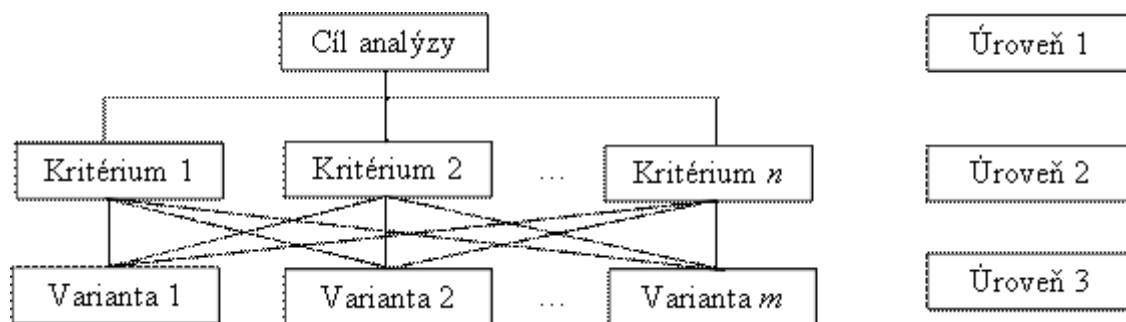 Cíl analýzy Úroveň 1
Kritérium 1 Kritérium 2 ... Kritérium n Úroveň 2
Varianta 1 Varianta 2 ... Varianta m Úroveň 3